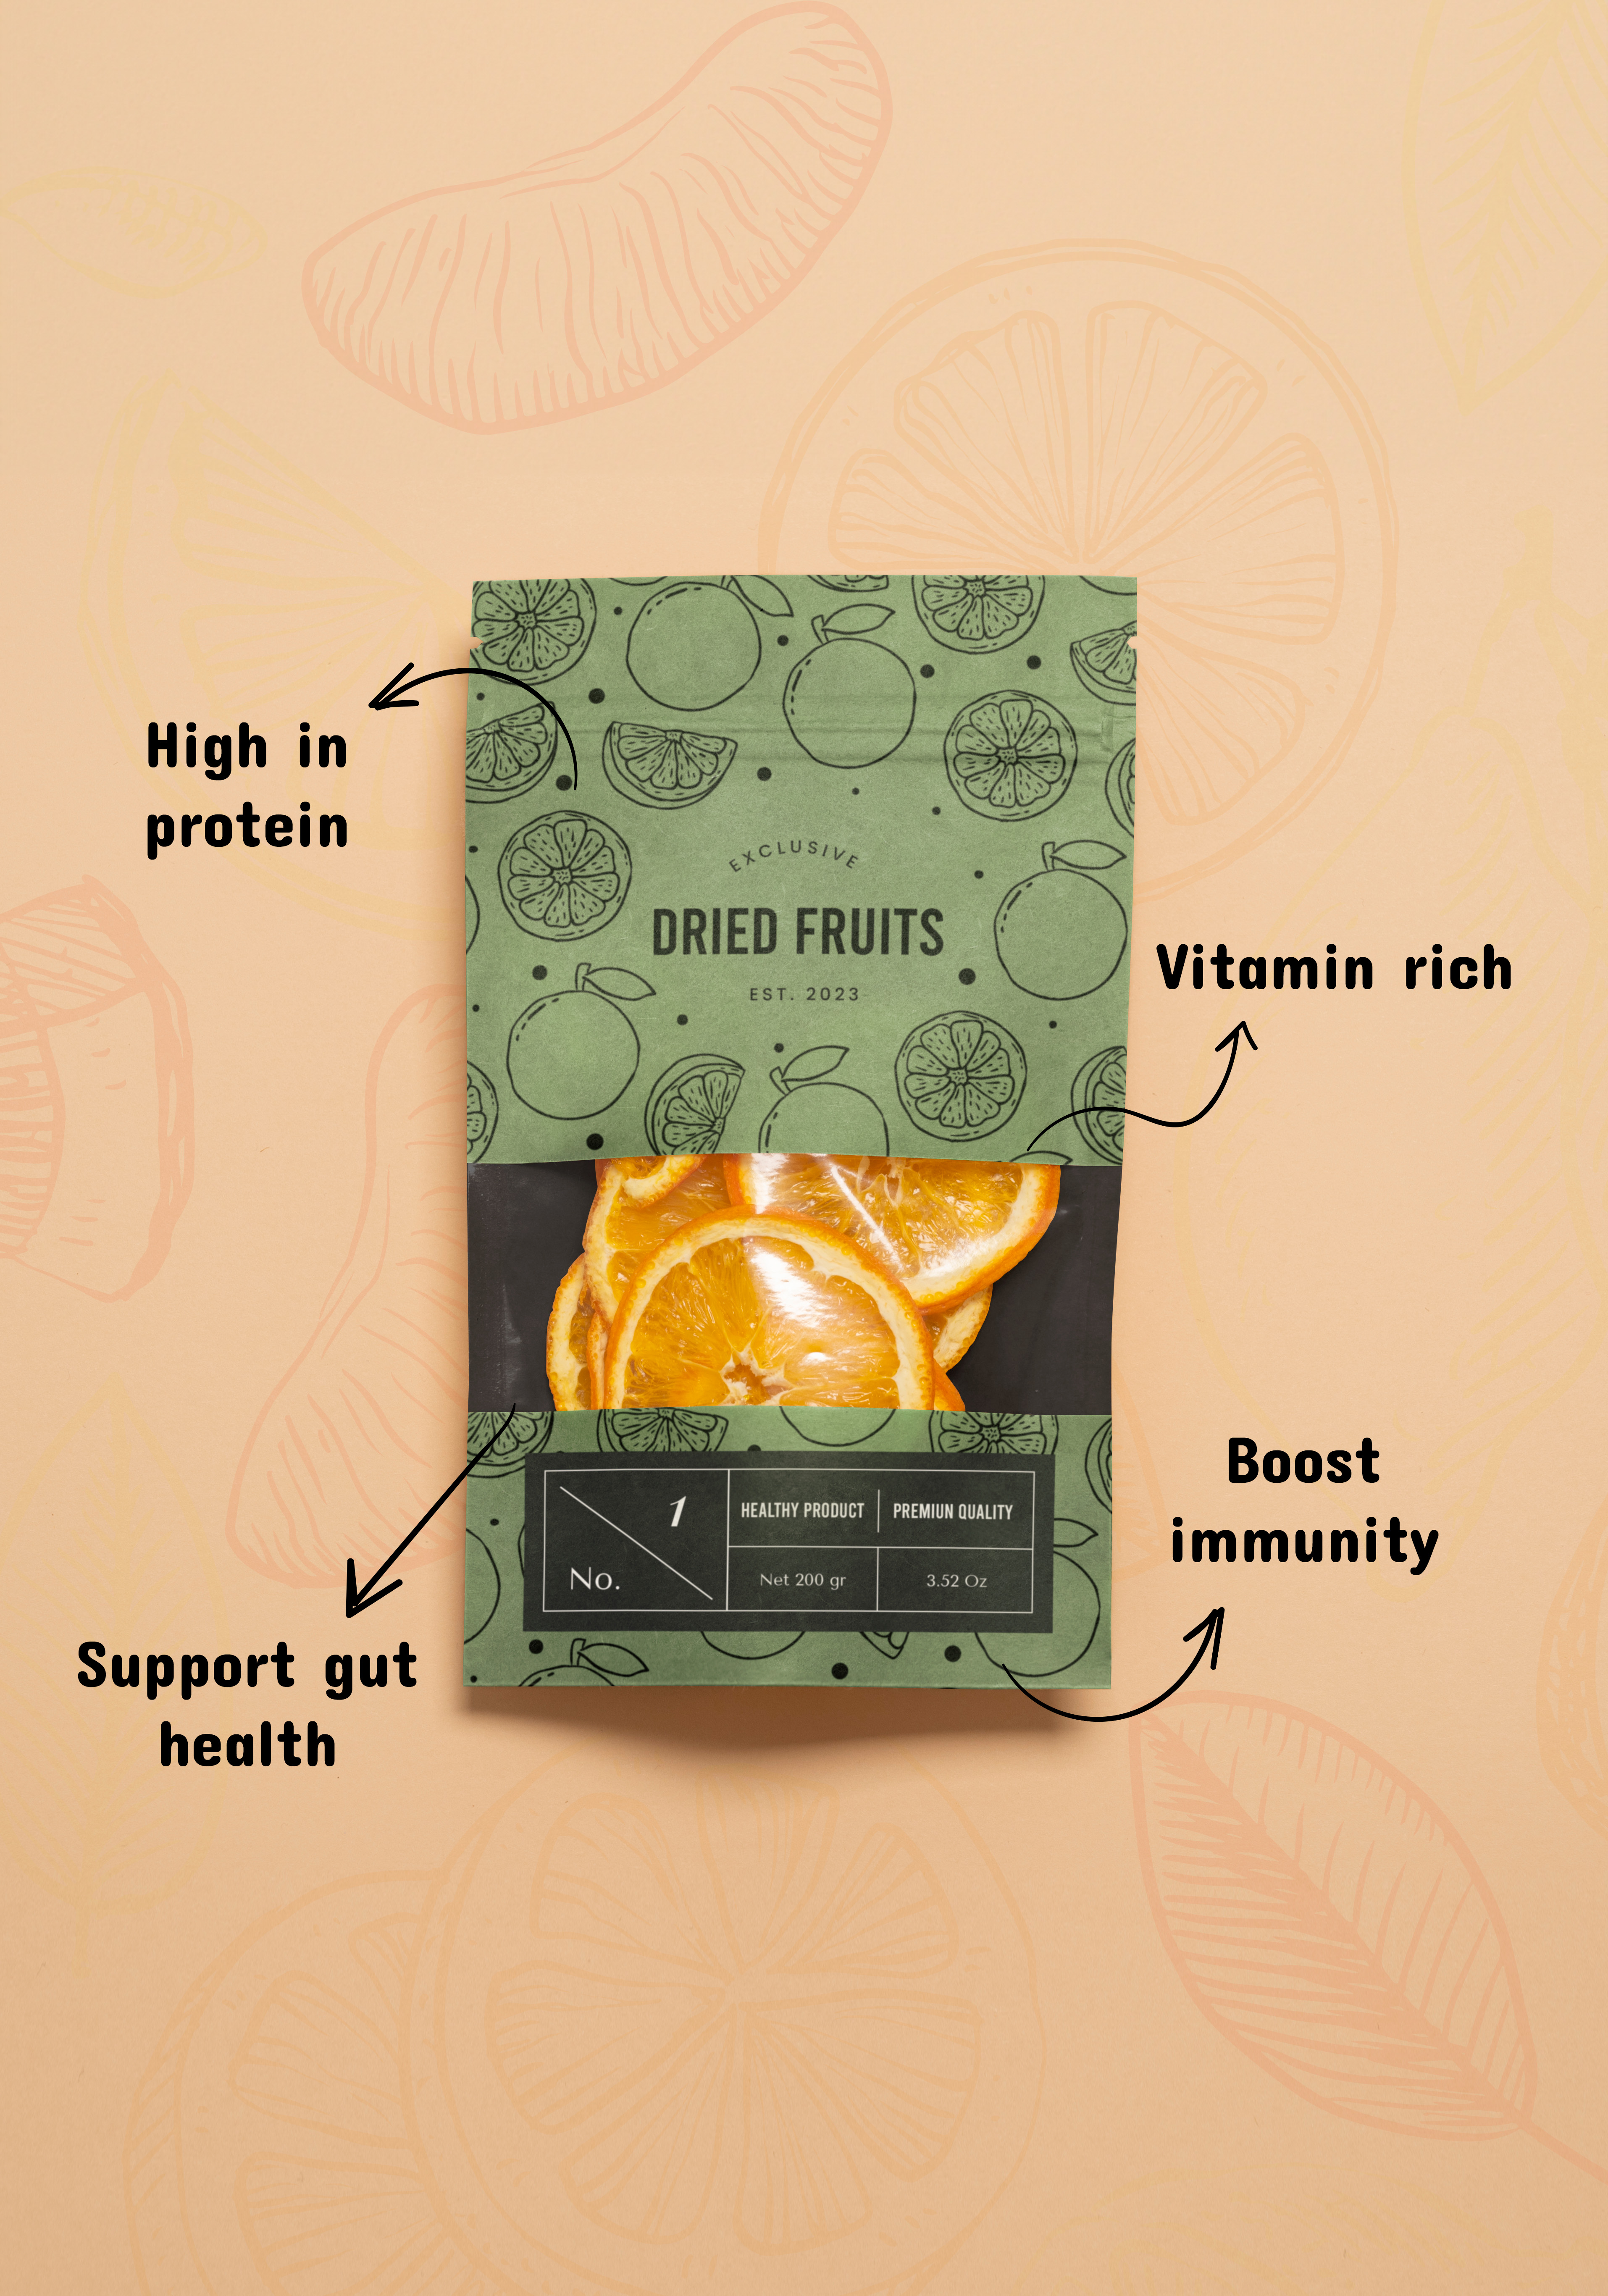 High in
protein
EXCLUSIVE
DRIED FRUITS
EST. 2023
Vitamin rich
Boost
immunity
1
No.
HEALTHY PRODUCT
PREMIUN QUALITY
Net 200 gr
3.52 Oz
Support gut
health